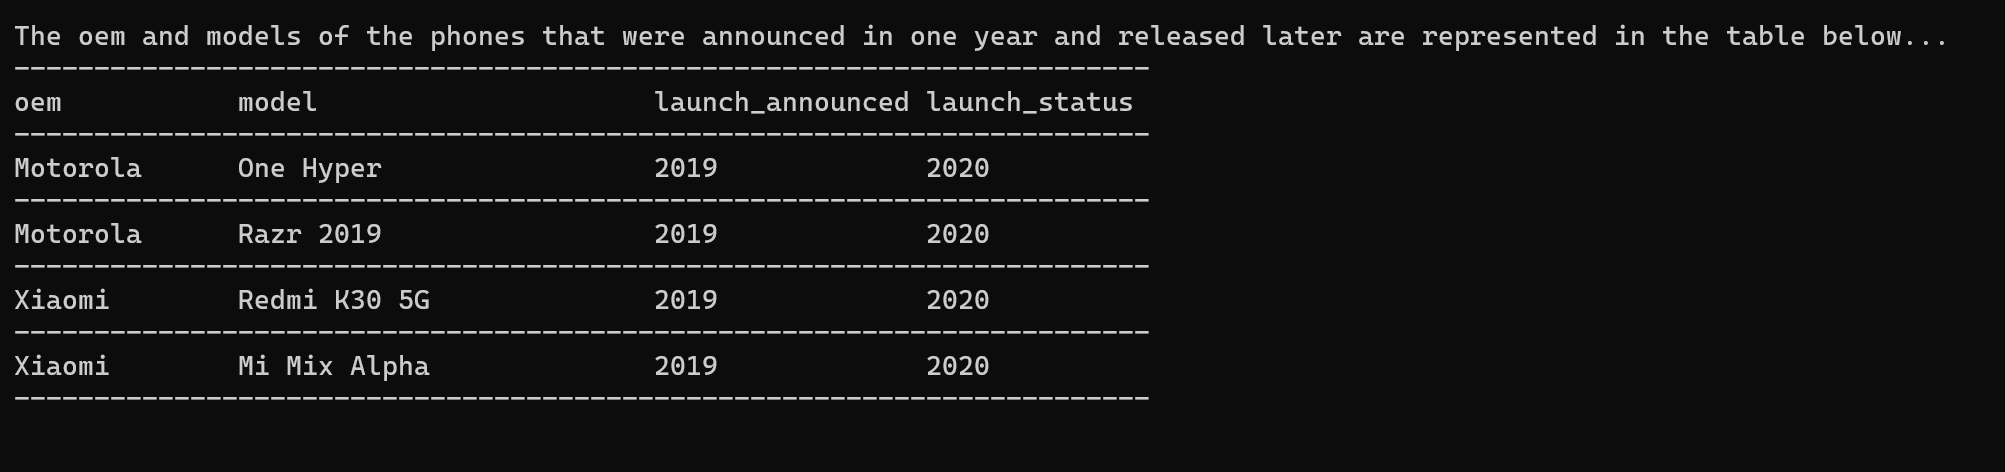 The oem and models of the phones that were announced in one year and released later are represented in the table below...
-----------------------------------------------------------------------
oem           model                     launch_announced launch_status
-----------------------------------------------------------------------
Motorola      One Hyper                 2019             2020
-----------------------------------------------------------------------
Motorola      Razr 2019                 2019             2020
-----------------------------------------------------------------------
Xiaomi        Redmi K30 5G              2019             2020
-----------------------------------------------------------------------
Xiaomi        Mi Mix Alpha              2019             2020
-----------------------------------------------------------------------